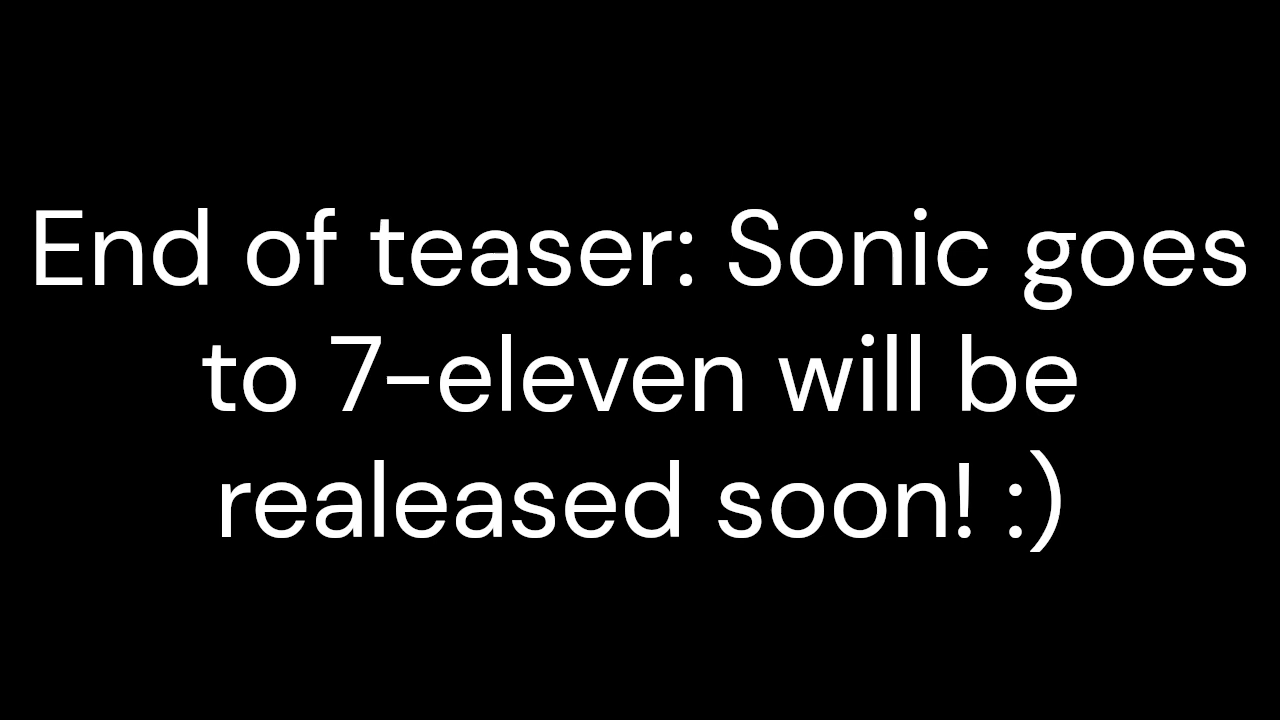 End of teaser: Sonic goes
to 7-eleven will be
realeased soon! :)